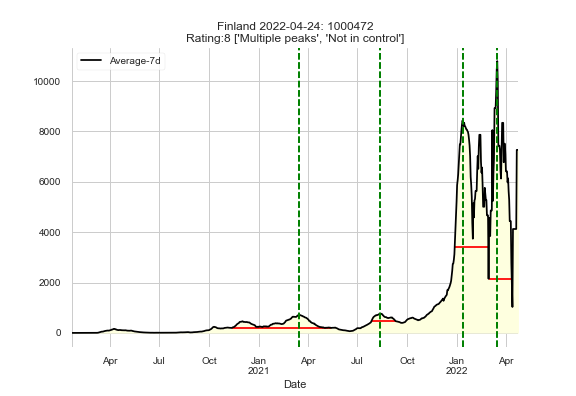 Finland 2022-04-24: 1000472
Rating:8 ['Multiple peaks', 'Not in control']
Average-7d
10000
8000
6000
4000
2000
0
Apr Jul Oct Jan Apr Jul Oct Jan Apr
2021 2022
Date